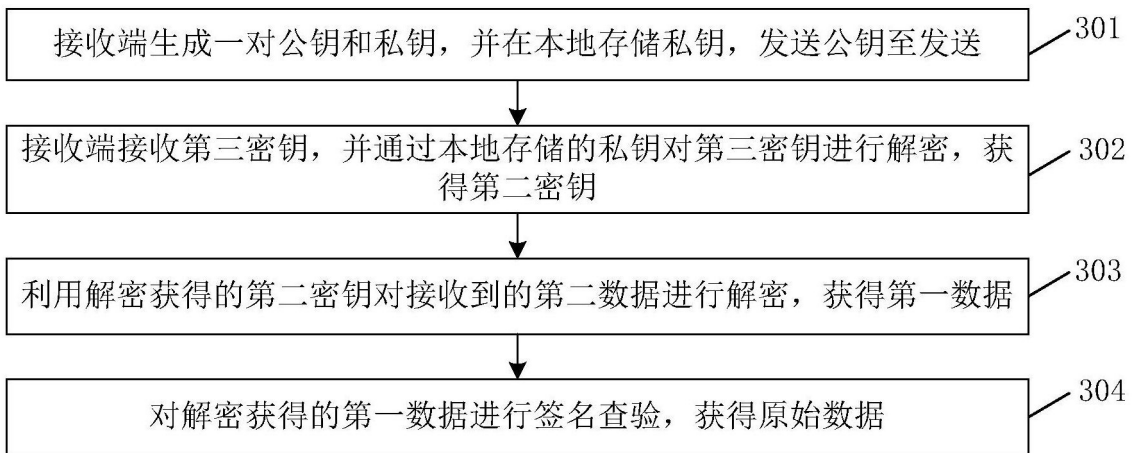 接收端生成一对公钥和私钥，并在本地存储私钥，发送公钥至发送
301
接收端接收第三密钥，并通过本地存储的私钥对第三密钥进行解密，获
得第二密钥
302
利用解密获得的第二密钥对接收到的第二数据进行解密，获得第一数据
303
对解密获得的第一数据进行签名查验，获得原始数据
304